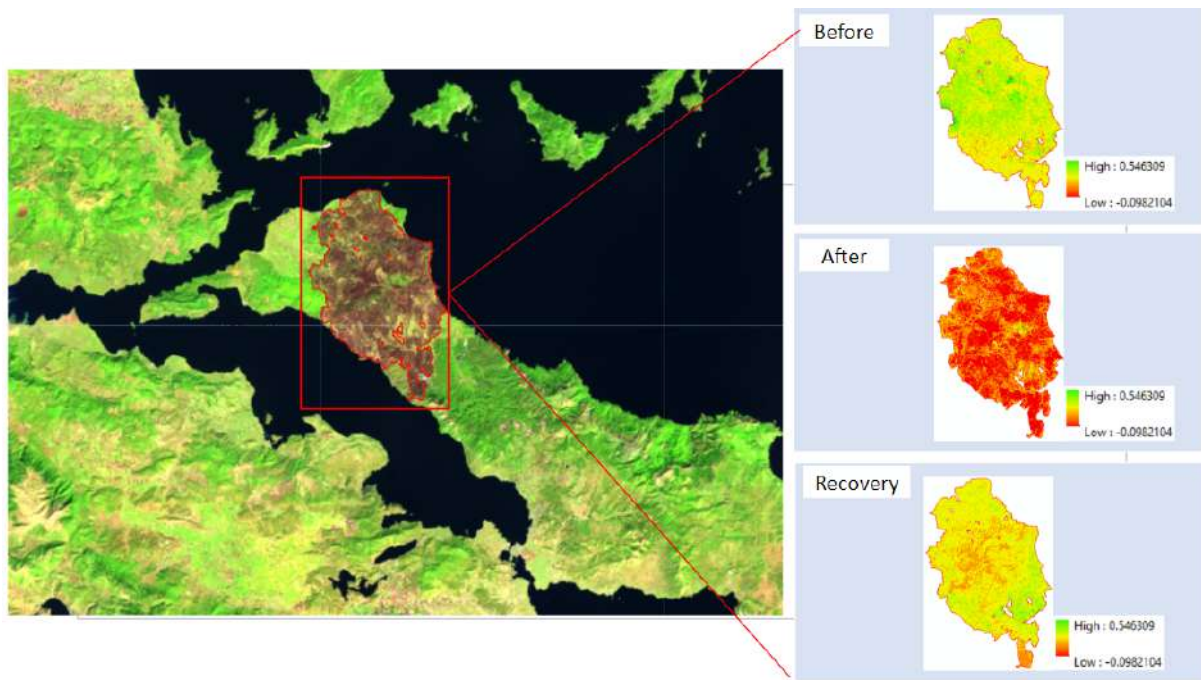 Before
High : 0.546309
Low : -0.0982104
After
High : 0.546309
Low : -0.0982104
Recovery
High : 0.546309
Low : -0.0982104